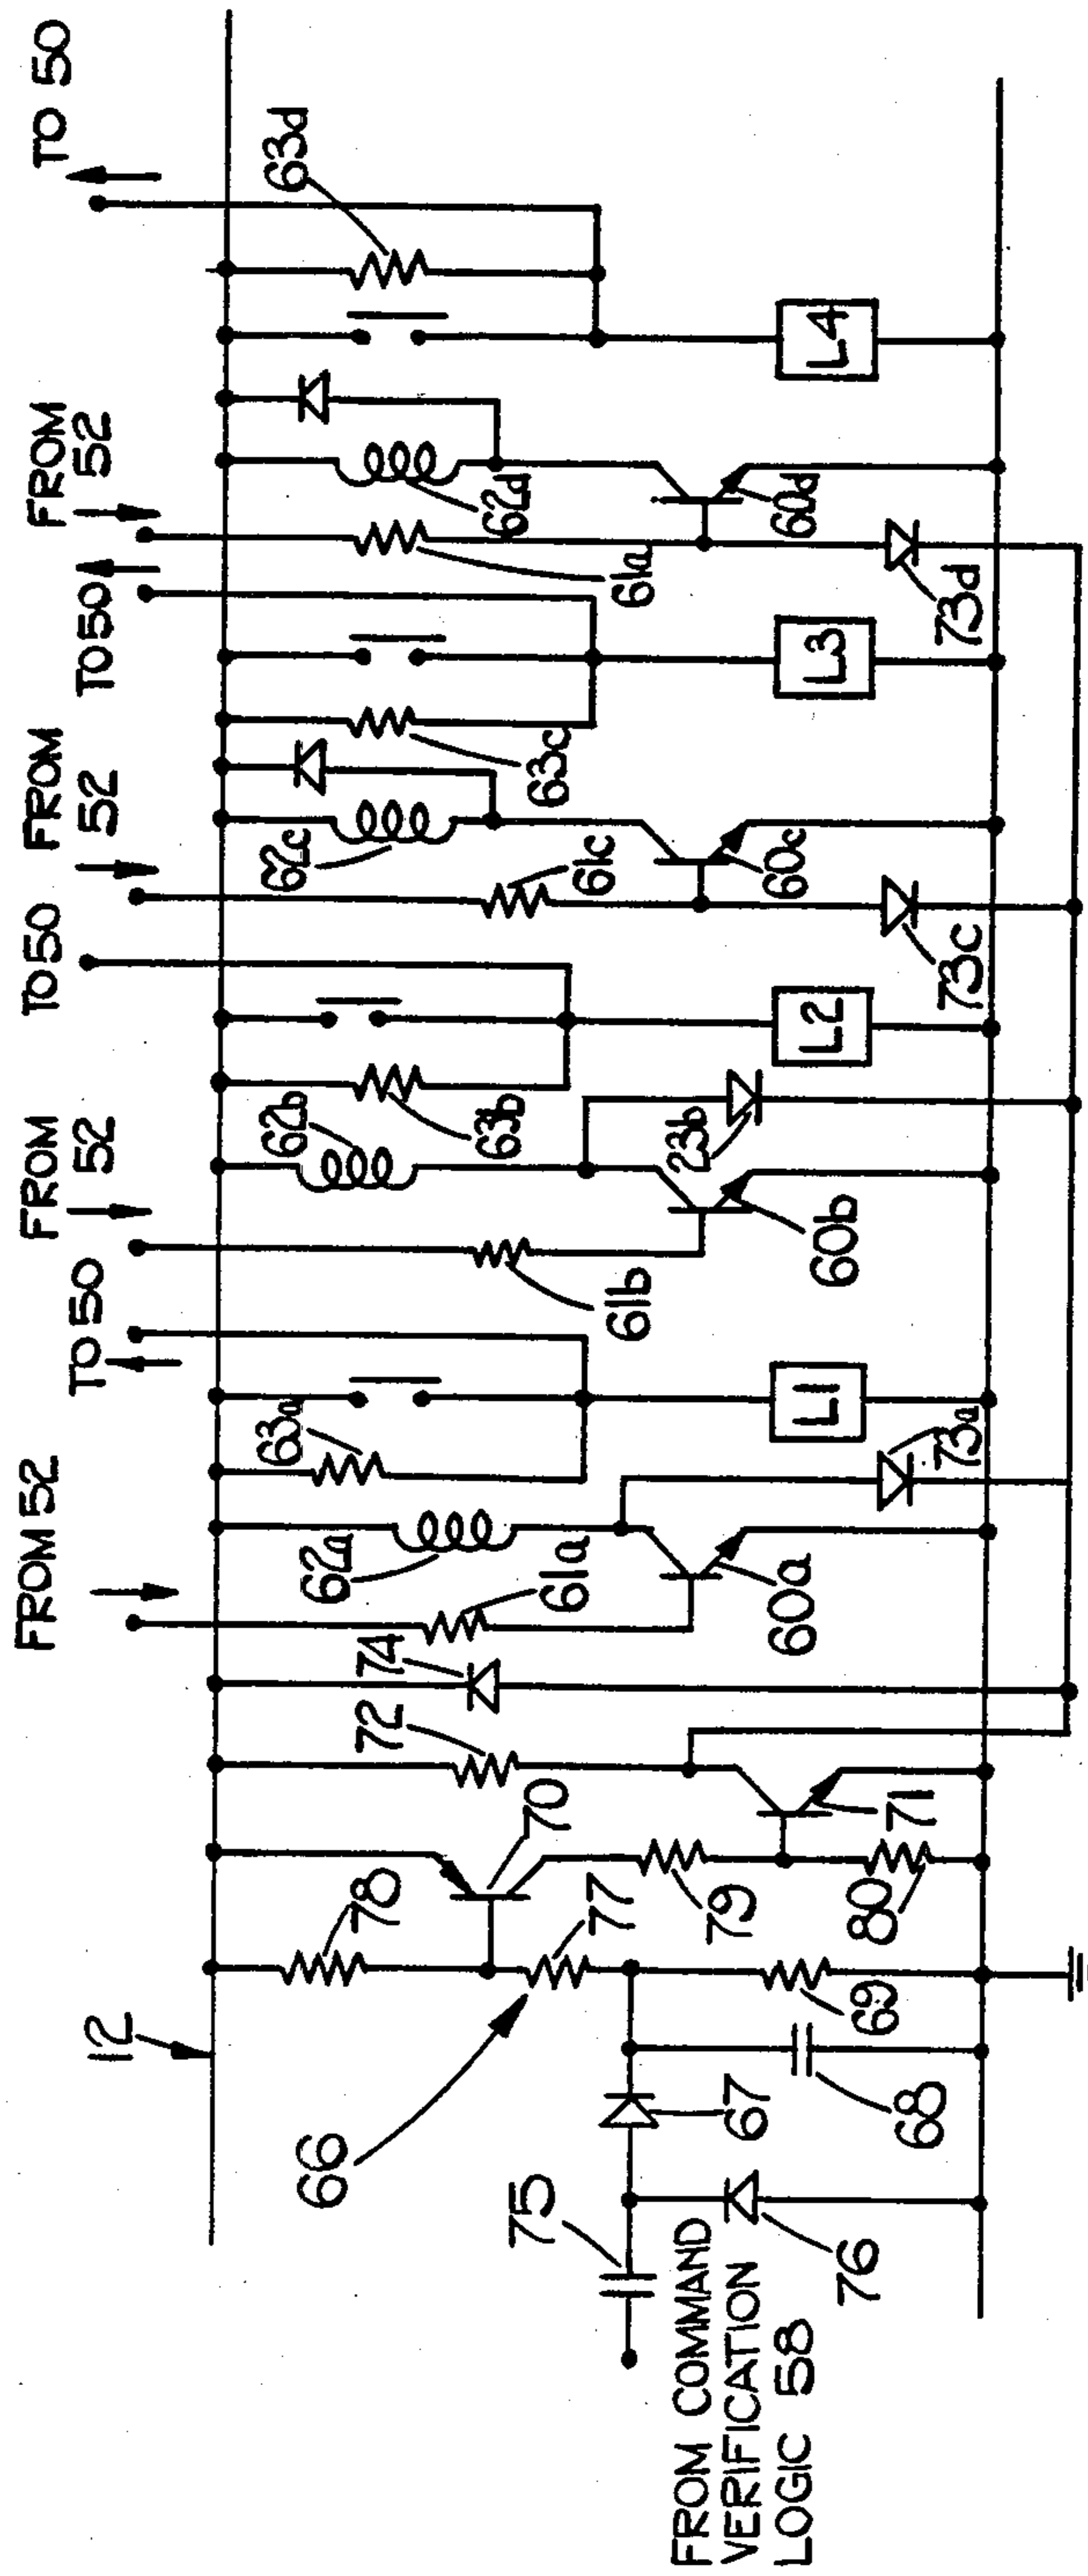 12
66
78
70
72
74
FROM 52
62a
61a
63a
TO 50
FROM
52
61b
62b
63b
TO 50
FROM
52
62c
61c
63c
TO 50
FROM
52
61a
62d
63d
TO 50
75
67
77
79
71
60a
73a
L1
60b
23b
L2
60c
73c
L3
60d
73d
L4
76
68
69
80
FROM COMMAND
VERIFICATION
LOGIC 58